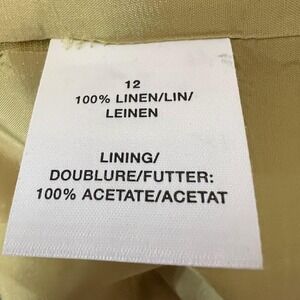 12
100% LINEN/LIN/
LEINEN
LINING/
DOUBLURE/FUTTER:
100% ACETATE/ACETAT